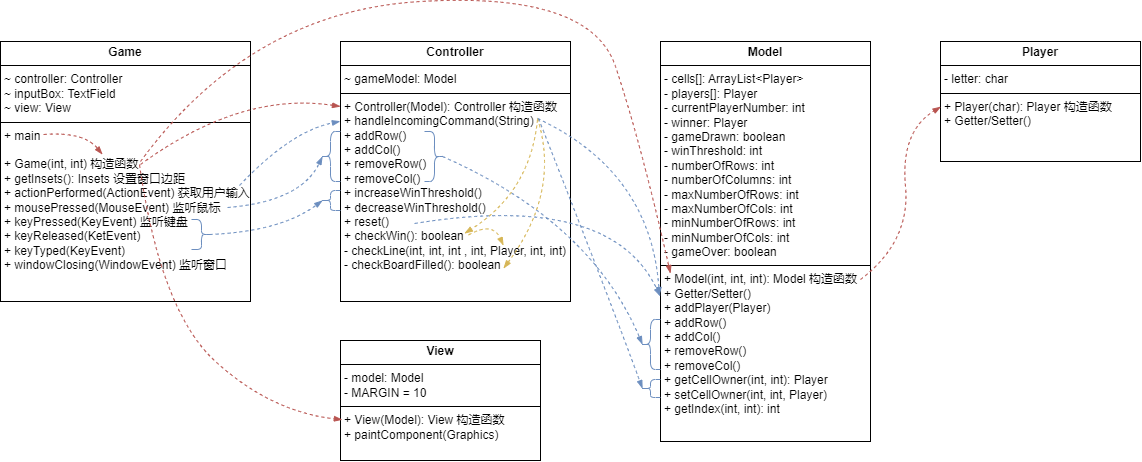 Game
~ controller: Controller
~ inputBox: TextField
~ view: View
+ main
+ Game(int, int) 构造函数
+ getInsets(): Insets 设置窗口边距
+ actionPerformed(ActionEvent) 获取用户输入
+ mousePressed(MouseEvent) 监听鼠标
+ keyPressed(KeyEvent) 监听键盘
+ keyReleased(KetEvent)
+ keyTyped(KeyEvent)
+ windowClosing(WindowEvent) 监听窗口
Controller
~ gameModel: Model
+ Controller(Model): Controller 构造函数
+ handleIncomingCommand(String)
+ addRow()
+ addCol()
+ removeRow()
+ removeCol()
+ increaseWinThreshold()
+ decreaseWinThreshold()
+ reset()
+ checkWin(): boolean
- checkLine(int, int, int , int, Player, int, int)
- checkBoardFilled(): boolean
Model
- cells[]: ArrayList<Player>
- players[]: Player
- currentPlayerNumber: int
- winner: Player
- gameDrawn: boolean
- winThreshold: int
- numberOfRows: int
- numberOfColumns: int
- maxNumberOfRows: int
- maxNumberOfCols: int
- minNumberOfRows: int
- minNumberOfCols: int
- gameOver: boolean
+ Model(int, int, int): Model 构造函数
+ Getter/Setter()
+ addPlayer(Player)
+ addRow()
+ addCol()
+ removeRow()
+ removeCol()
+ getCellOwner(int, int): Player
+ setCellOwner(int, int, Player)
+ getIndex(int, int): int
Player
- letter: char
+ Player(char): Player 构造函数
+ Getter/Setter()
View
- model: Model
- MARGIN = 10
+ View(Model): View 构造函数
+ paintComponent(Graphics)